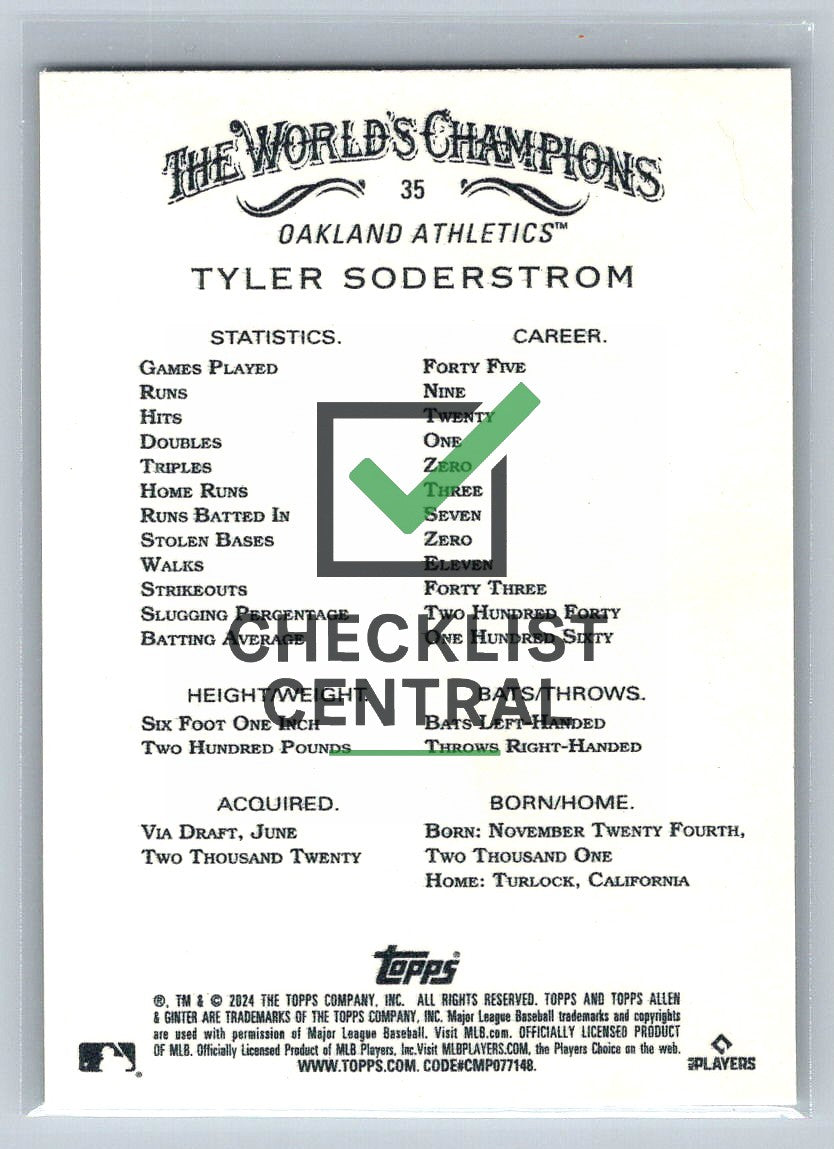 THE WORLD'S CHAMPIONS
35
OAKLAND ATHLETICS™
TYLER SODERSTROM
STATISTICS. CAREER.
GAMES PLAYED FORTY FIVE
RUNS NINE
HITS TWENTY
DOUBLES ONE
TRIPLES ZERO
HOME RUNS THREE
RUNS BATTED IN SEVEN
STOLEN BASES ZERO
WALKS ELEVEN
STRIKEOUTS FORTY THREE
SLUGGING PERCENTAGE TWO HUNDRED FORTY
BATTING AVERAGE ONE HUNDRED SIXTY
CHECKLIST
CENTRAL
HEIGHT/WEIGHT. BATS/THROWS.
SIX FOOT ONE INCH BATS LEFT-HANDED
TWO HUNDRED POUNDS THROWS RIGHT-HANDED
ACQUIRED. BORN/HOME.
VIA DRAFT, JUNE BORN: NOVEMBER TWENTY FOURTH,
TWO THOUSAND TWENTY TWO THOUSAND ONE
HOME: TURLOCK, CALIFORNIA
topps®
®, TM & © 2024 THE TOPPS COMPANY, INC. ALL RIGHTS RESERVED. TOPPS AND TOPPS ALLEN
& GINTER ARE TRADEMARKS OF THE TOPPS COMPANY, INC. Major League Baseball trademarks and copyrights
are used with permission of Major League Baseball. Visit MLB.com. OFFICIALLY LICENSED PRODUCT
OF MLB. Officially Licensed Product of MLB Players, Inc.Visit MLBPLAYERS.COM, the Players Choice on the web.
WWW.TOPPS.COM. CODE#CMP077148.
MLBPLAYERS